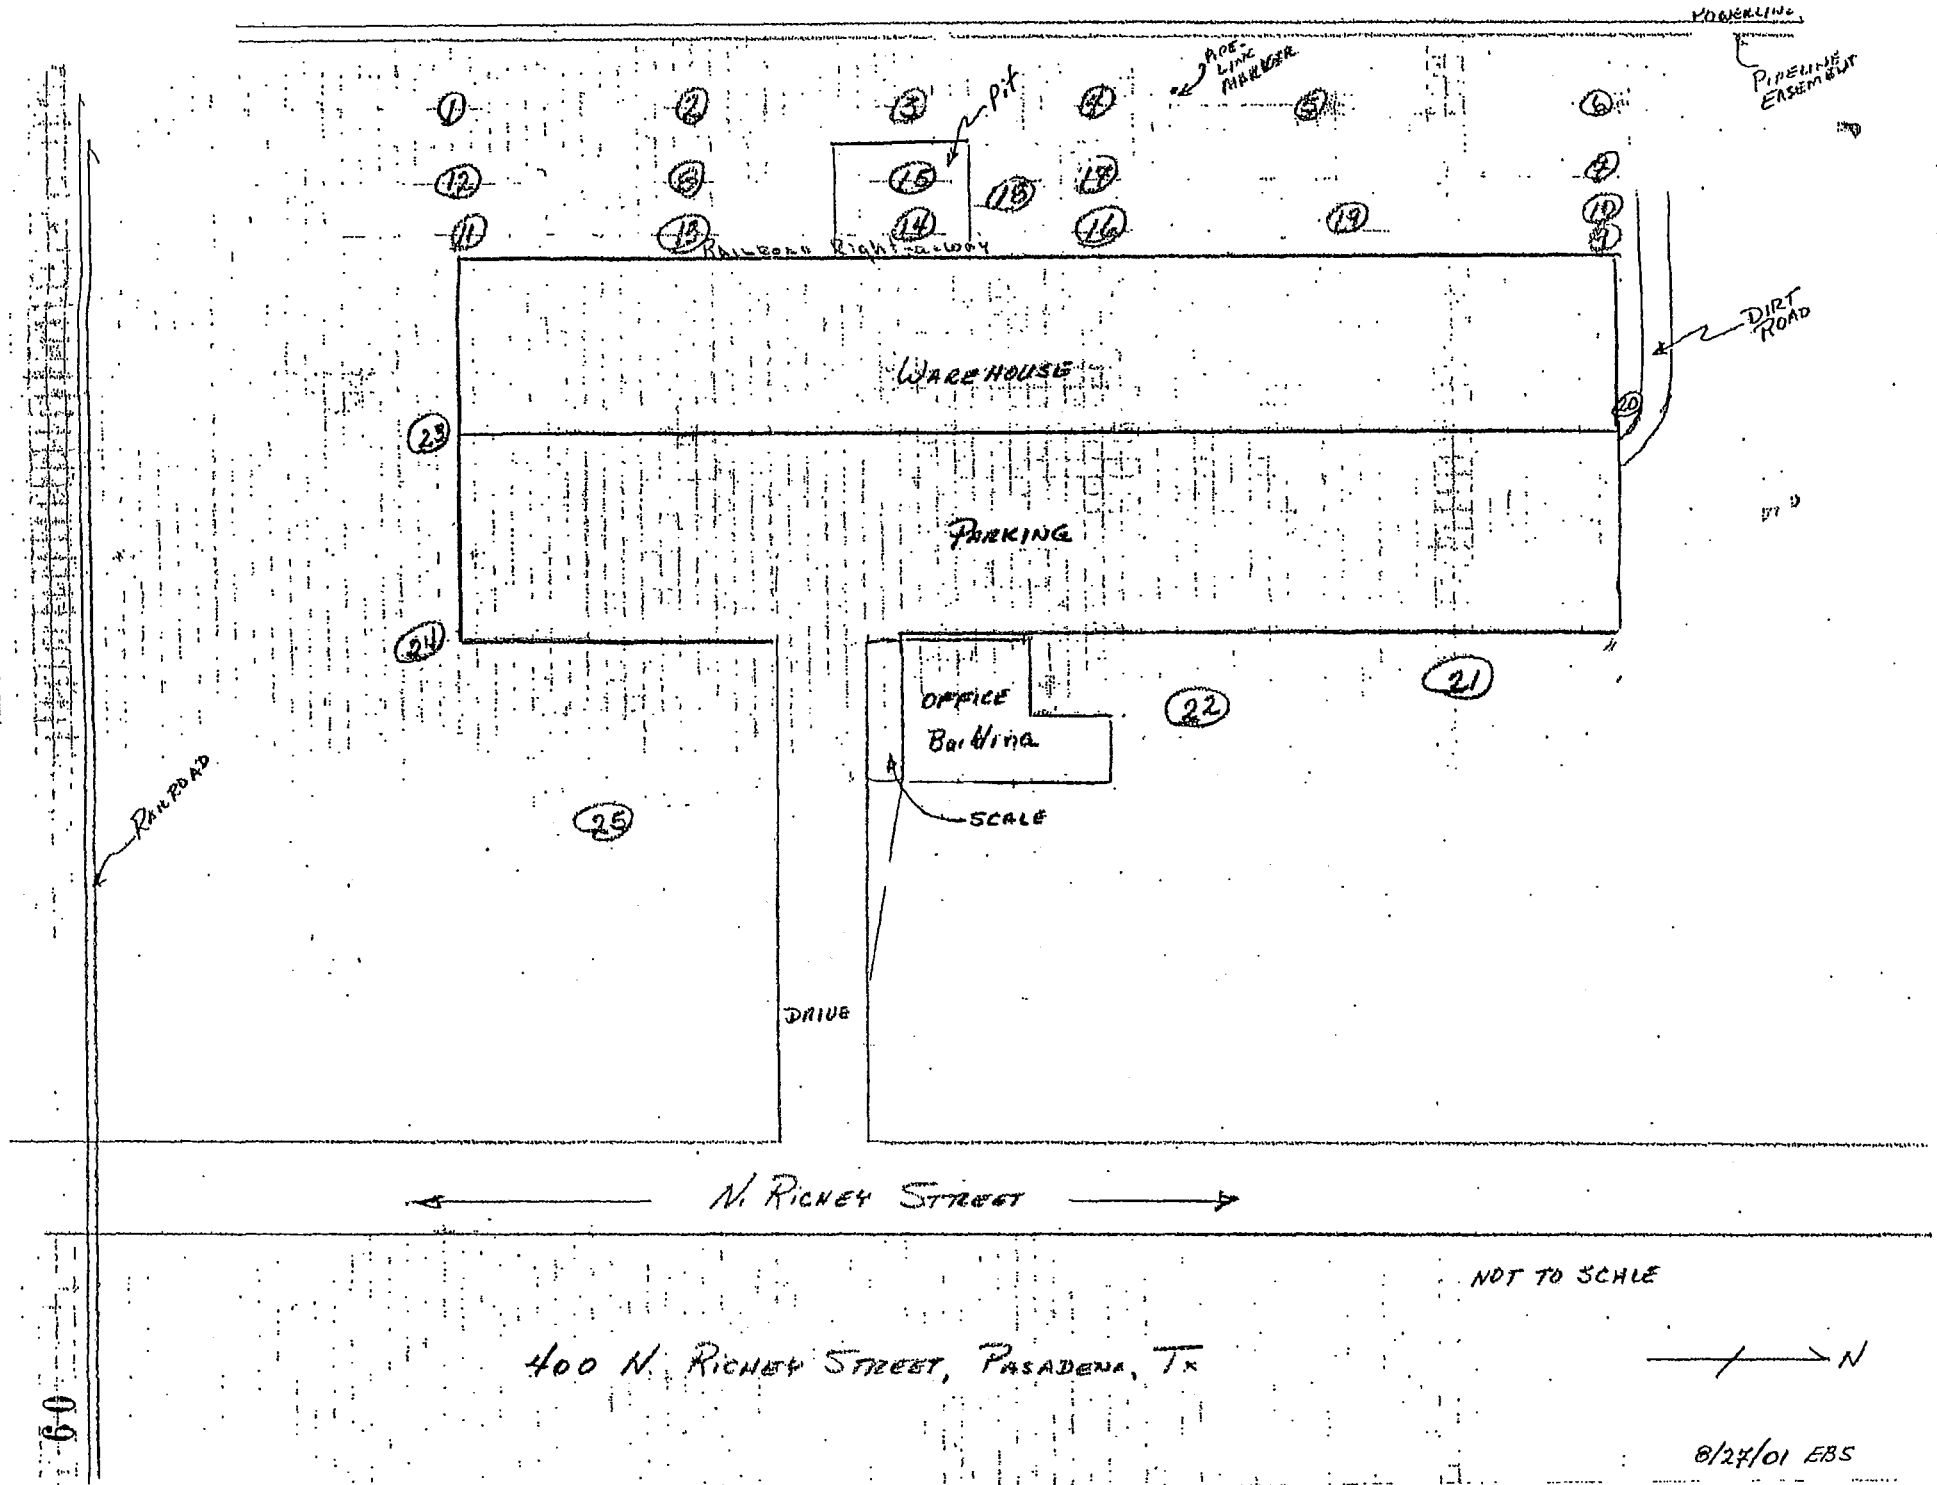 POWERLINE
PIPELINE
EASEMENT
PIPE-
LINE
MARKER
Pit
1
2
3
4
5
6
12
8
15
18
17
7
11
13
14
16
19
10
9
RAILROAD Right-a-way
WAREHOUSE
DIRT
ROAD
20
23
PARKING
24
OFFICE
Building
22
21
RAILROAD
25
SCALE
DRIVE
N. RICHEY STREET
NOT TO SCALE
400 N. RICHEY STREET, PASADENA, TX
N
60
8/27/01 EBS